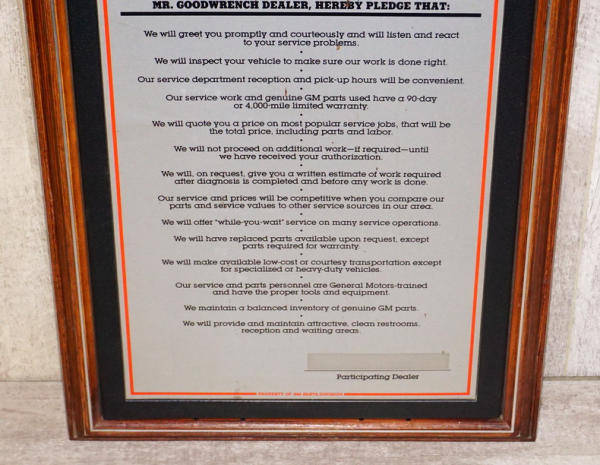 MR. GOODWRENCH DEALER, HEREBY PLEDGE THAT:
We will greet you promptly and courteously and will listen and react
to your service problems.
•
We will inspect your vehicle to make sure our work is done right.
•
Our service department reception and pick-up hours will be convenient.
•
Our service work and genuine GM parts used have a 90-day
or 4,000-mile limited warranty.
•
We will quote you a price on most popular service jobs, that will be
the total price, including parts and labor.
•
We will not proceed on additional work—if required—until
we have received your authorization.
•
We will, on request, give you a written estimate of work required
after diagnosis is completed and before any work is done.
•
Our service and prices will be competitive when you compare our
parts and service values to other service sources in our area.
•
We will offer "while-you-wait" service on many service operations.
•
We will have replaced parts available upon request, except
parts required for warranty.
•
We will make available low-cost or courtesy transportation except
for specialized or heavy-duty vehicles.
•
Our service and parts personnel are General Motors-trained
and have the proper tools and equipment.
•
We maintain a balanced inventory of genuine GM parts.
•
We will provide and maintain attractive, clean restrooms,
reception and waiting areas.
Participating Dealer
PROPERTY OF GM PARTS DIVISION